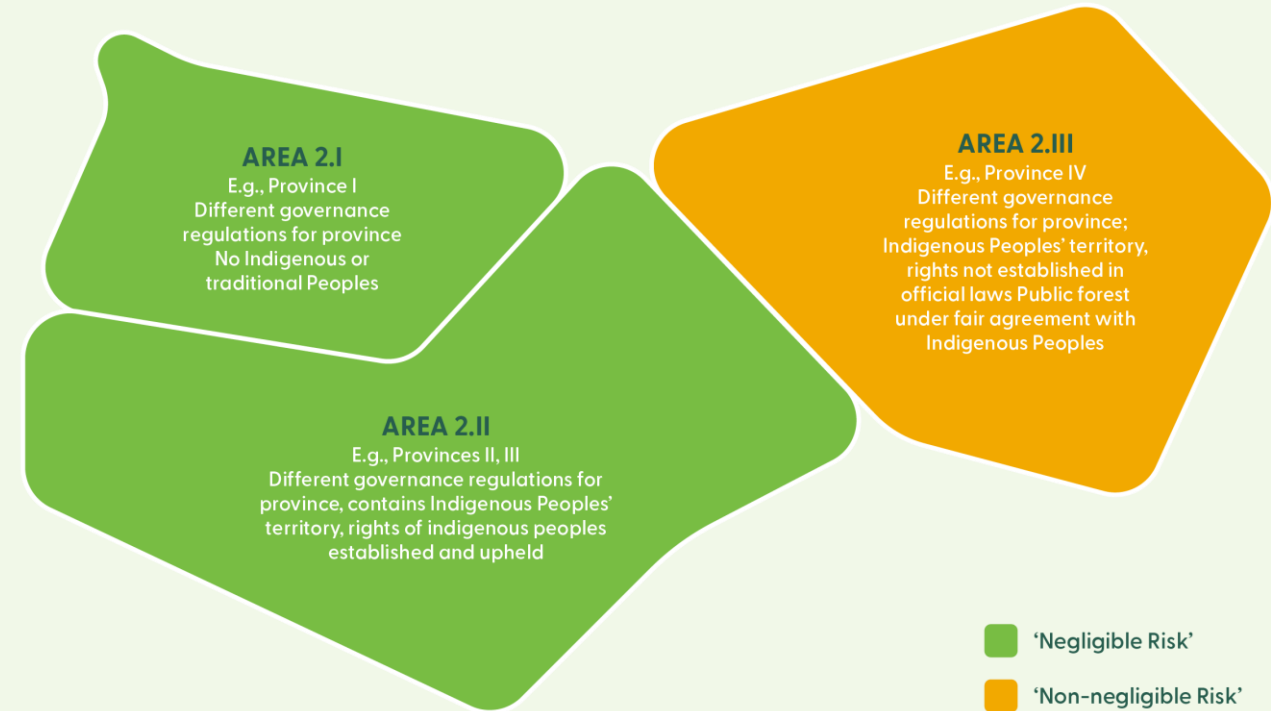 AREA 2.I
E.g., Province I
Different governance
regulations for province
No Indigenous or
traditional Peoples
AREA 2.III
E.g., Province IV
Different governance
regulations for province;
Indigenous Peoples’ territory,
rights not established in
official laws Public forest
under fair agreement with
Indigenous Peoples
AREA 2.II
E.g., Provinces II, III
Different governance regulations for
province, contains Indigenous Peoples’
territory, rights of indigenous peoples
established and upheld
‘Negligible Risk’
‘Non-negligible Risk’